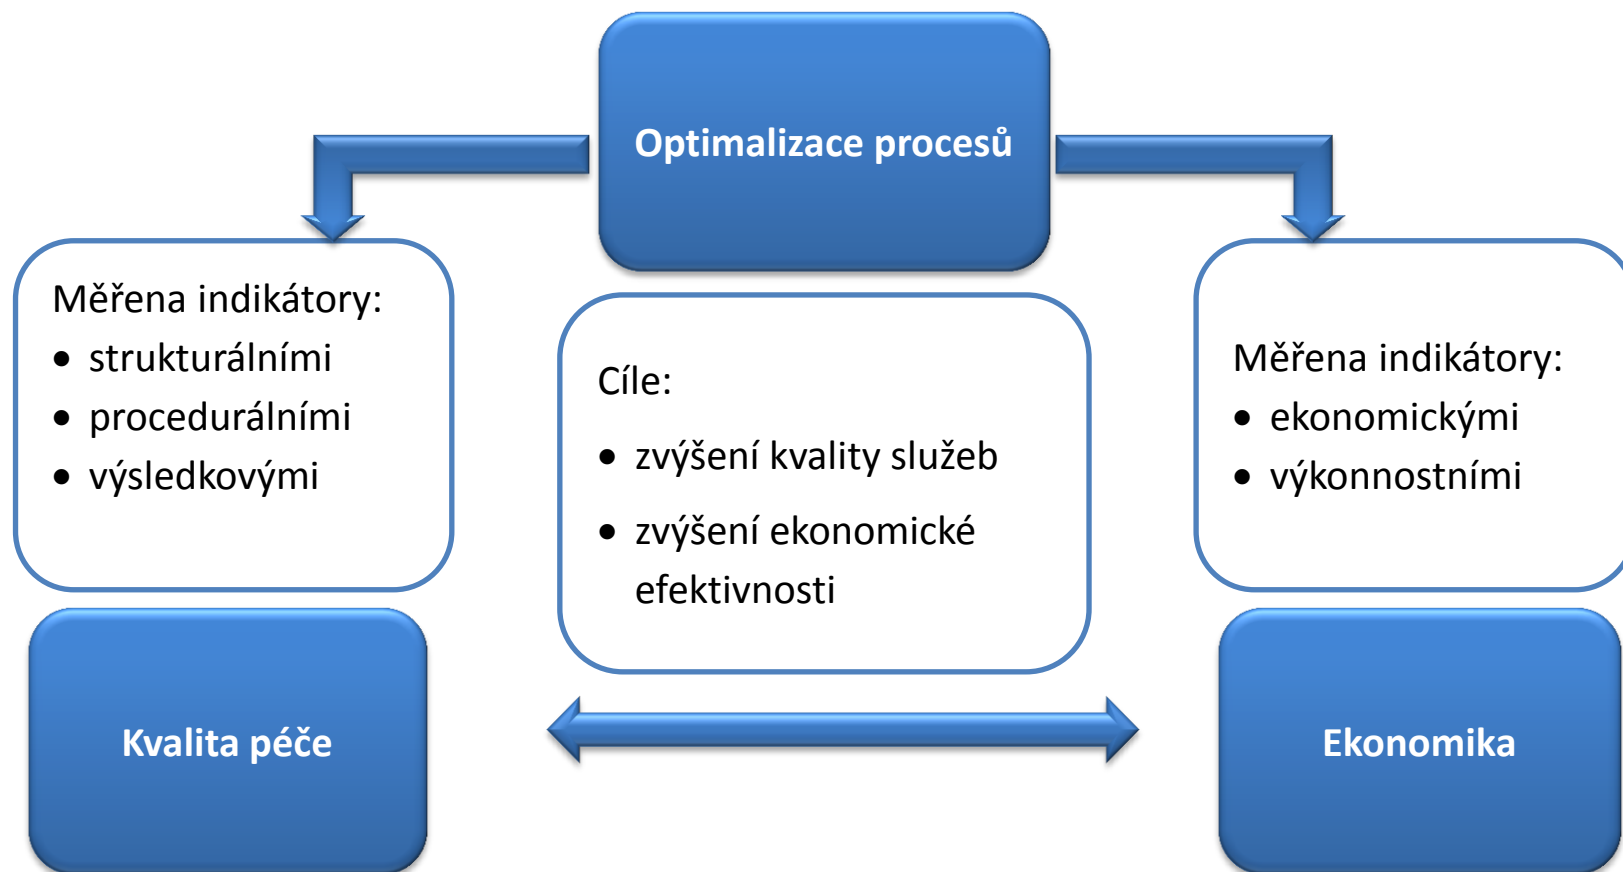 Optimalizace procesů
Měřena indikátory:
• strukturálními
• procedurálními
• výsledkovými
Cíle:
• zvýšení kvality služeb
• zvýšení ekonomické
efektivnosti
Měřena indikátory:
• ekonomickými
• výkonnostními
Kvalita péče
Ekonomika